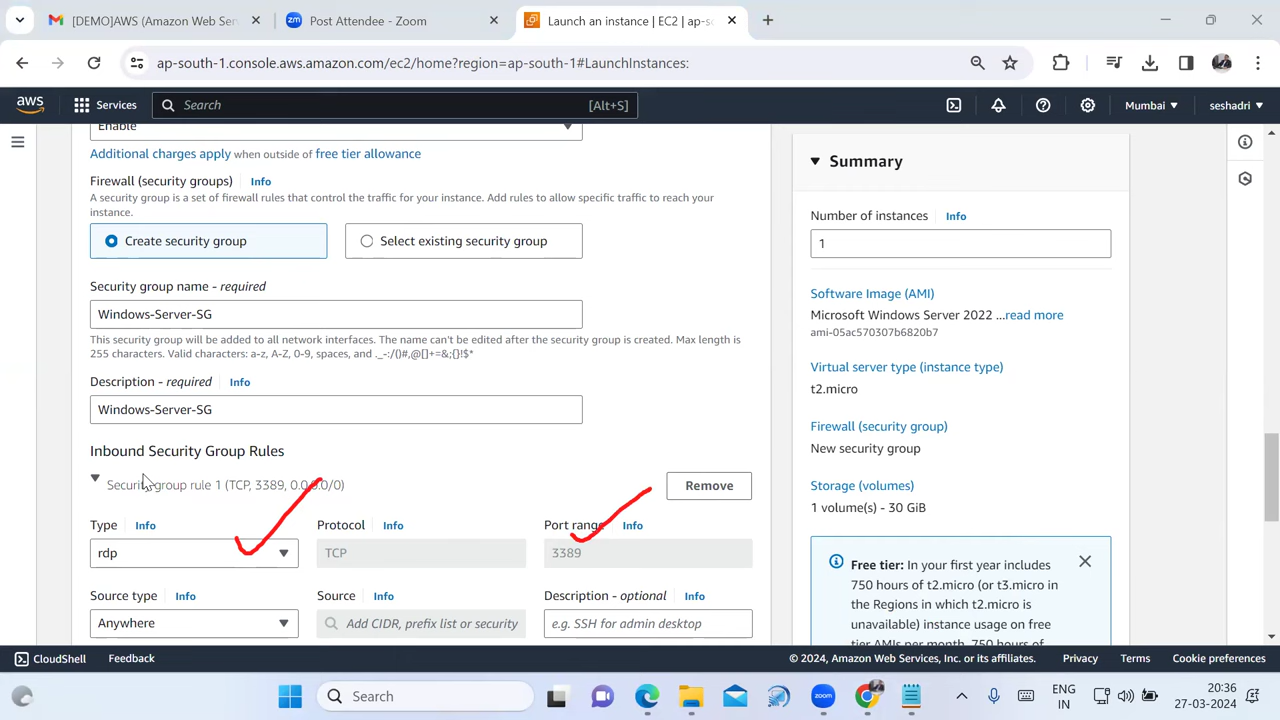 [DEMO]AWS (Amazon Web Ser
Post Attendee - Zoom
Launch an instance | EC2 | ap-so
ap-south-1.console.aws.amazon.com/ec2/home?region=ap-south-1#LaunchInstances:
aws
Services
Search
[Alt+S]
Mumbai
seshadri
Enable
Additional charges apply when outside of free tier allowance
Firewall (security groups) Info
A security group is a set of firewall rules that control the traffic for your instance. Add rules to allow specific traffic to reach your
instance.
Create security group
Select existing security group
Security group name - required
Windows-Server-SG
This security group will be added to all network interfaces. The name can't be edited after the security group is created. Max length is
255 characters. Valid characters: a-z, A-Z, 0-9, spaces, and ._-:/()#,@[]+=&;{}!$*
Description - required Info
Windows-Server-SG
Inbound Security Group Rules
Security group rule 1 (TCP, 3389, 0.0.0.0/0)
Remove
Type Info
Protocol Info
Port range Info
rdp
TCP
3389
Source type Info
Source Info
Description - optional Info
Anywhere
Add CIDR, prefix list or security
e.g. SSH for admin desktop
Summary
Number of instances Info
1
Software Image (AMI)
Microsoft Windows Server 2022 ...read more
ami-05ac570307b6820b7
Virtual server type (instance type)
t2.micro
Firewall (security group)
New security group
Storage (volumes)
1 volume(s) - 30 GiB
Free tier: In your first year includes
750 hours of t2.micro (or t3.micro in
the Regions in which t2.micro is
unavailable) instance usage on free
tier AMIs per month, 750 hours of
CloudShell
Feedback
© 2024, Amazon Web Services, Inc. or its affiliates.
Privacy
Terms
Cookie preferences
Search
zoom
ENG
IN
20:36
27-03-2024